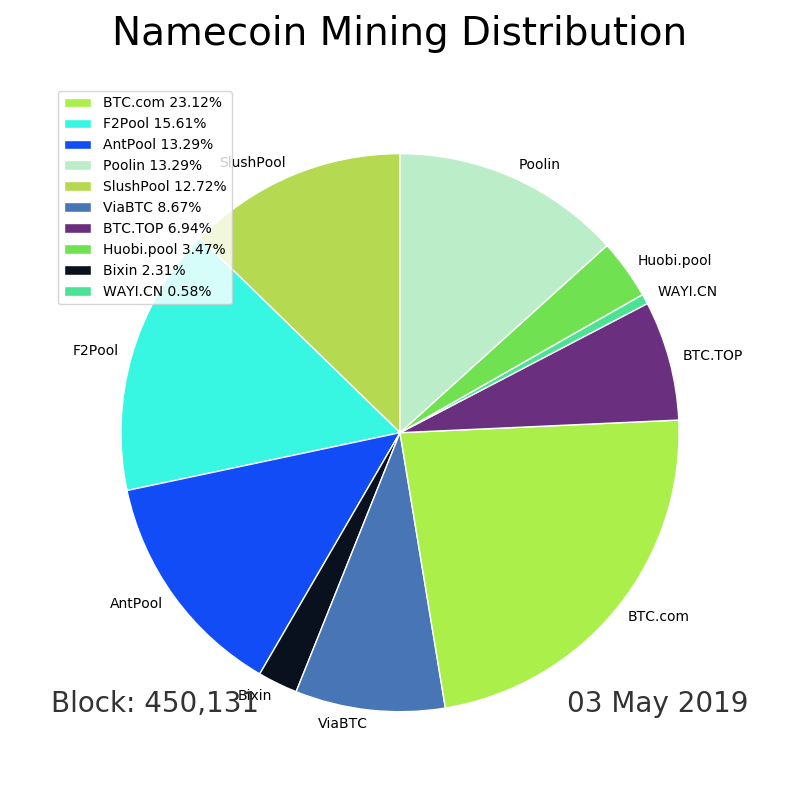 Namecoin Mining Distribution
BTC.com 23.12%
F2Pool 15.61%
AntPool 13.29%
Poolin 13.29%
SlushPool 12.72%
ViaBTC 8.67%
BTC.TOP 6.94%
Huobi.pool 3.47%
Bixin 2.31%
WAYI.CN 0.58%
SlushPool
Poolin
Huobi.pool
WAYI.CN
F2Pool
BTC.TOP
AntPool
BTC.com
Bixin
Block: 450,131
03 May 2019
ViaBTC